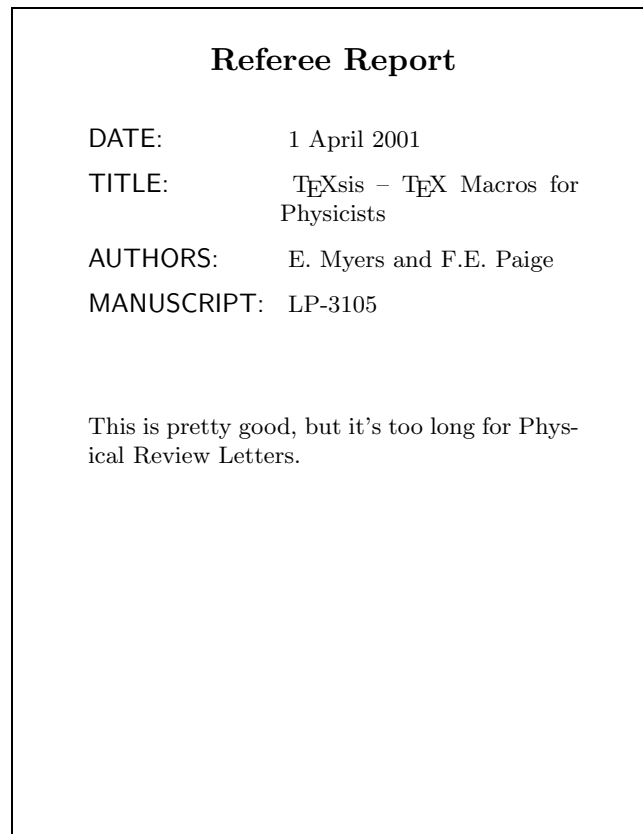 Referee Report
DATE: 1 April 2001
TITLE: TEXsis – TEX Macros for
Physicists
AUTHORS: E. Myers and F.E. Paige
MANUSCRIPT: LP-3105
This is pretty good, but it's too long for Phys-
ical Review Letters.